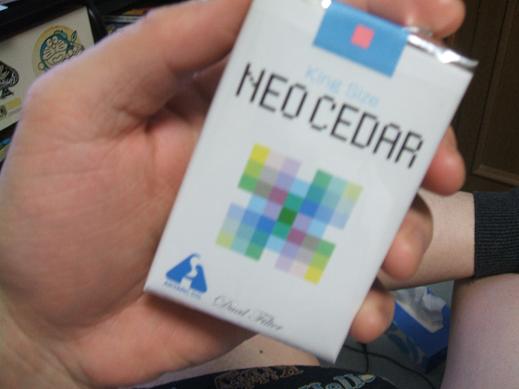 King Size
NEO CEDAR
Dual Filter